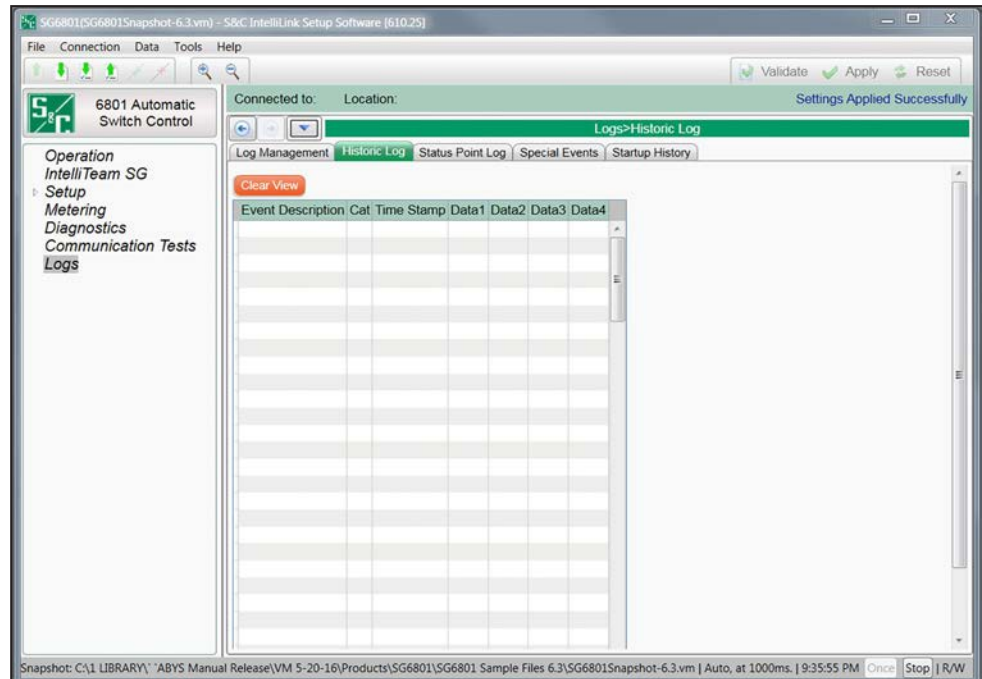 SG6801(SG6801Snapshot-6.3.vm) - S&C IntelliLink Setup Software [610.25]
File Connection Data Tools Help
Validate Apply Reset
S&C
6801 Automatic
Switch Control
Connected to: Location: Settings Applied Successfully
Logs>Historic Log
Log Management Historic Log Status Point Log Special Events Startup History
Operation
IntelliTeam SG
Setup
Metering
Diagnostics
Communication Tests
Logs
Clear View
Event Description Cat Time Stamp Data1 Data2 Data3 Data4
Snapshot: C:\1 LIBRARY\` `ABYS Manual Release\VM 5-20-16\Products\SG6801\SG6801 Sample Files 6.3\SG6801Snapshot-6.3.vm | Auto, at 1000ms. | 9:35:55 PM Once Stop | R/W